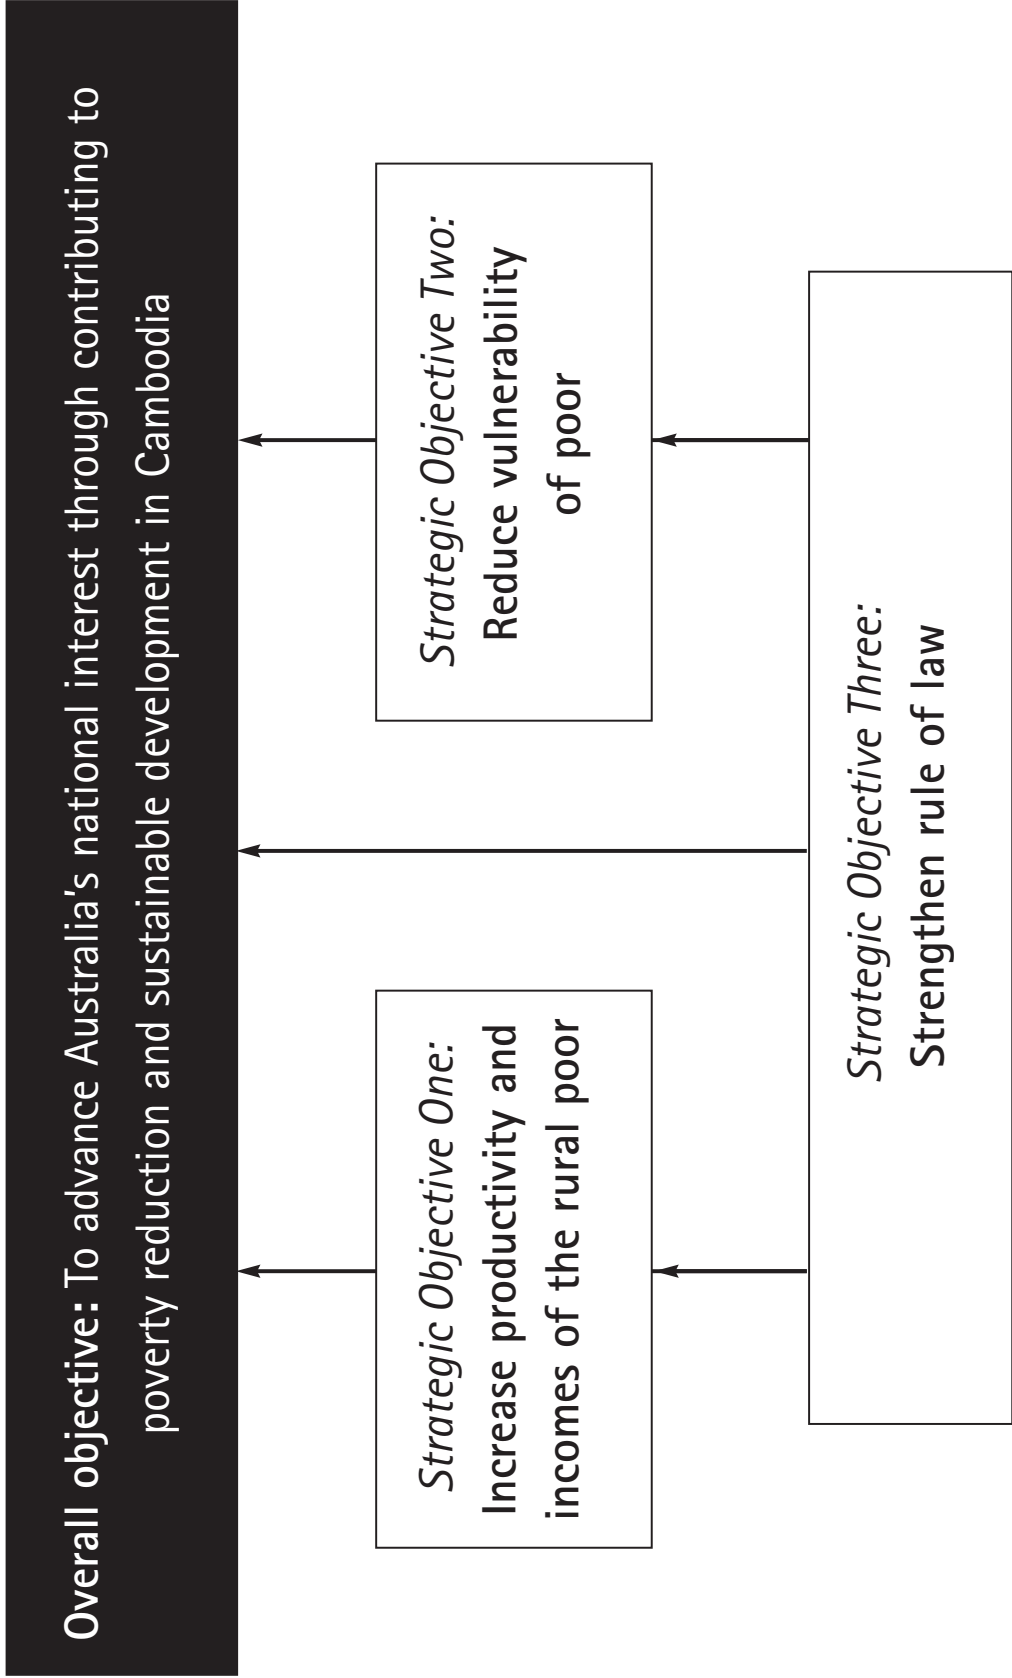 Overall objective: To advance Australia's national interest through contributing to
poverty reduction and sustainable development in Cambodia
Strategic Objective One:
Increase productivity and
incomes of the rural poor
Strategic Objective Two:
Reduce vulnerability
of poor
Strategic Objective Three:
Strengthen rule of law